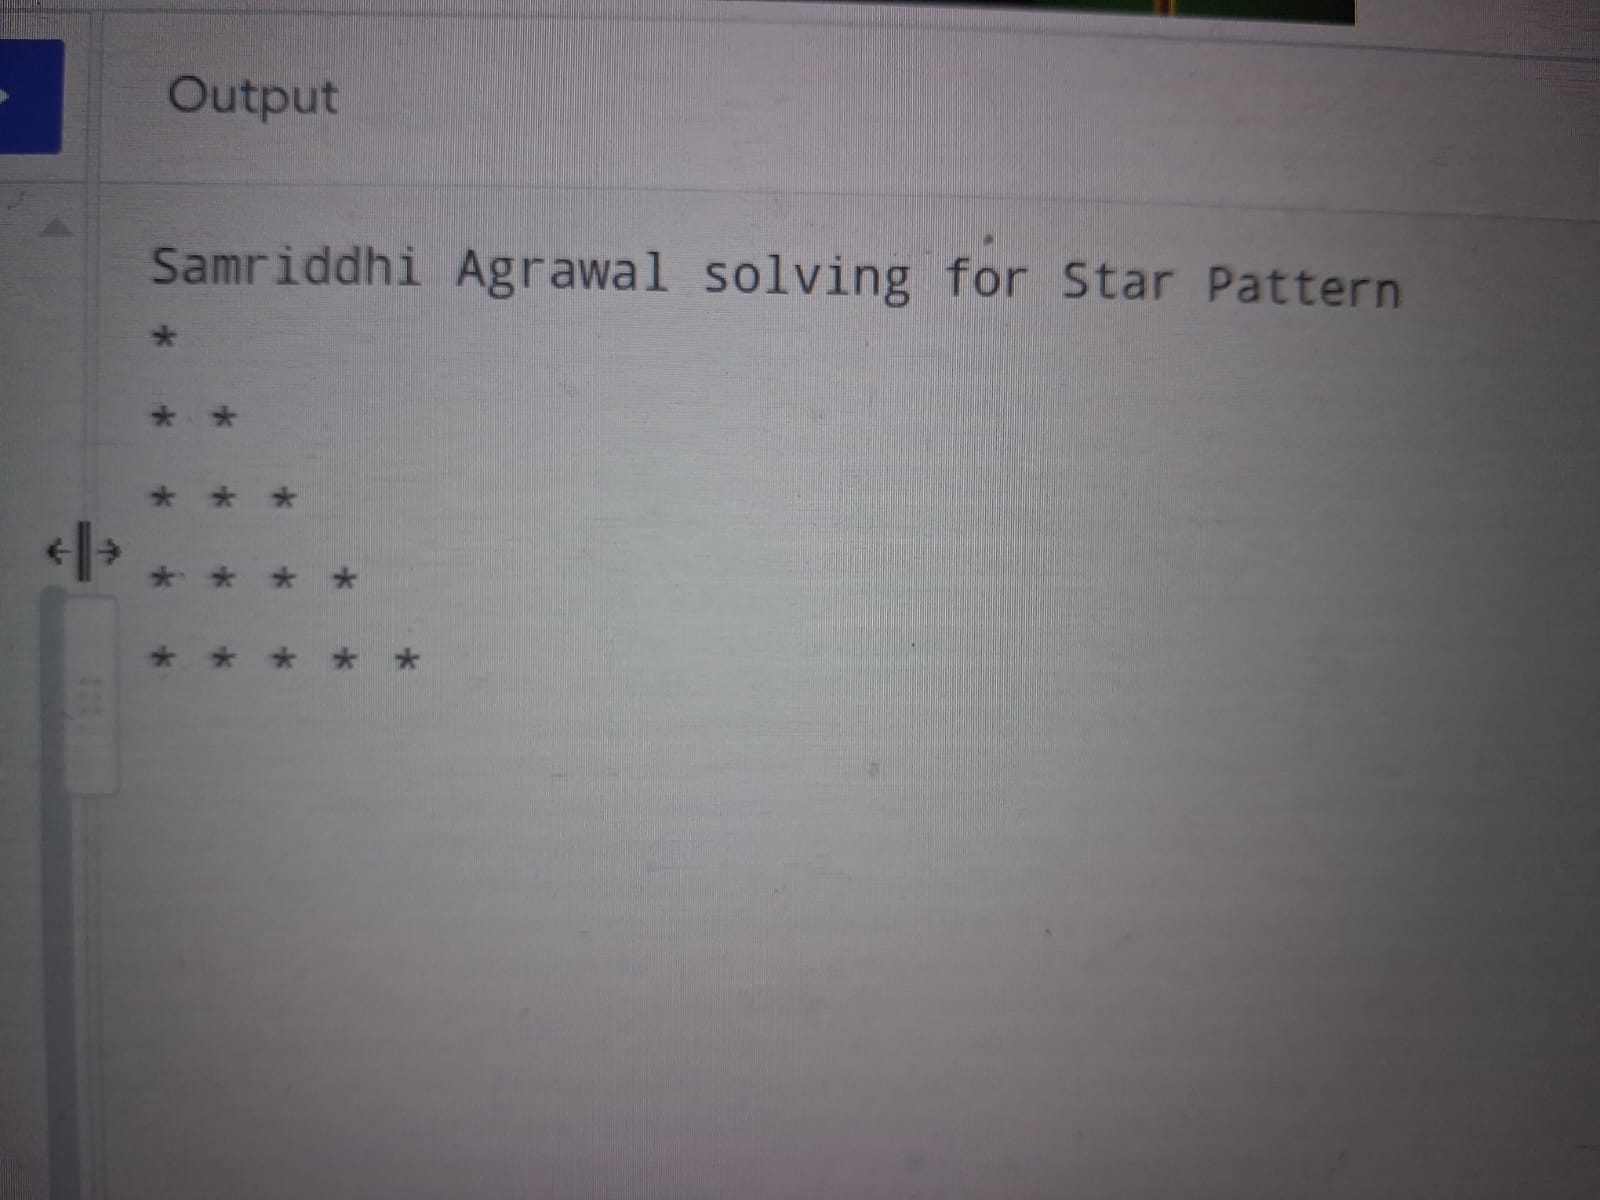 Output
Samriddhi Agrawal solving for Star Pattern
*
* *
* * *
* * * *
* * * * *